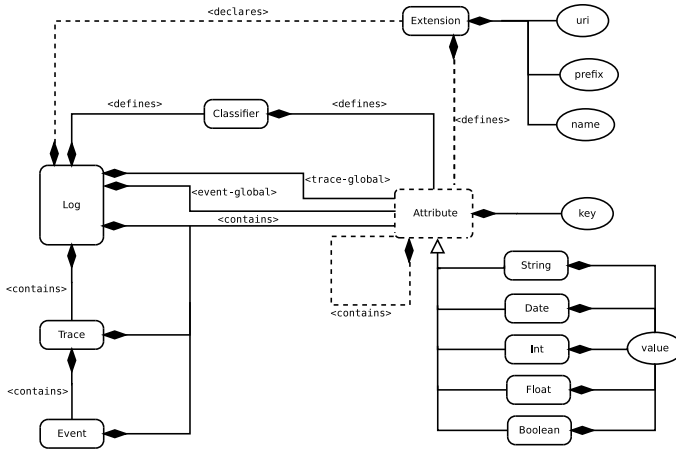 <declares>
Extension
uri
prefix
name
<defines>
Classifier
<defines>
<defines>
Log
<trace-global>
<event-global>
<contains>
Attribute
key
<contains>
String
Date
Int
Float
Boolean
value
<contains>
Trace
<contains>
Event